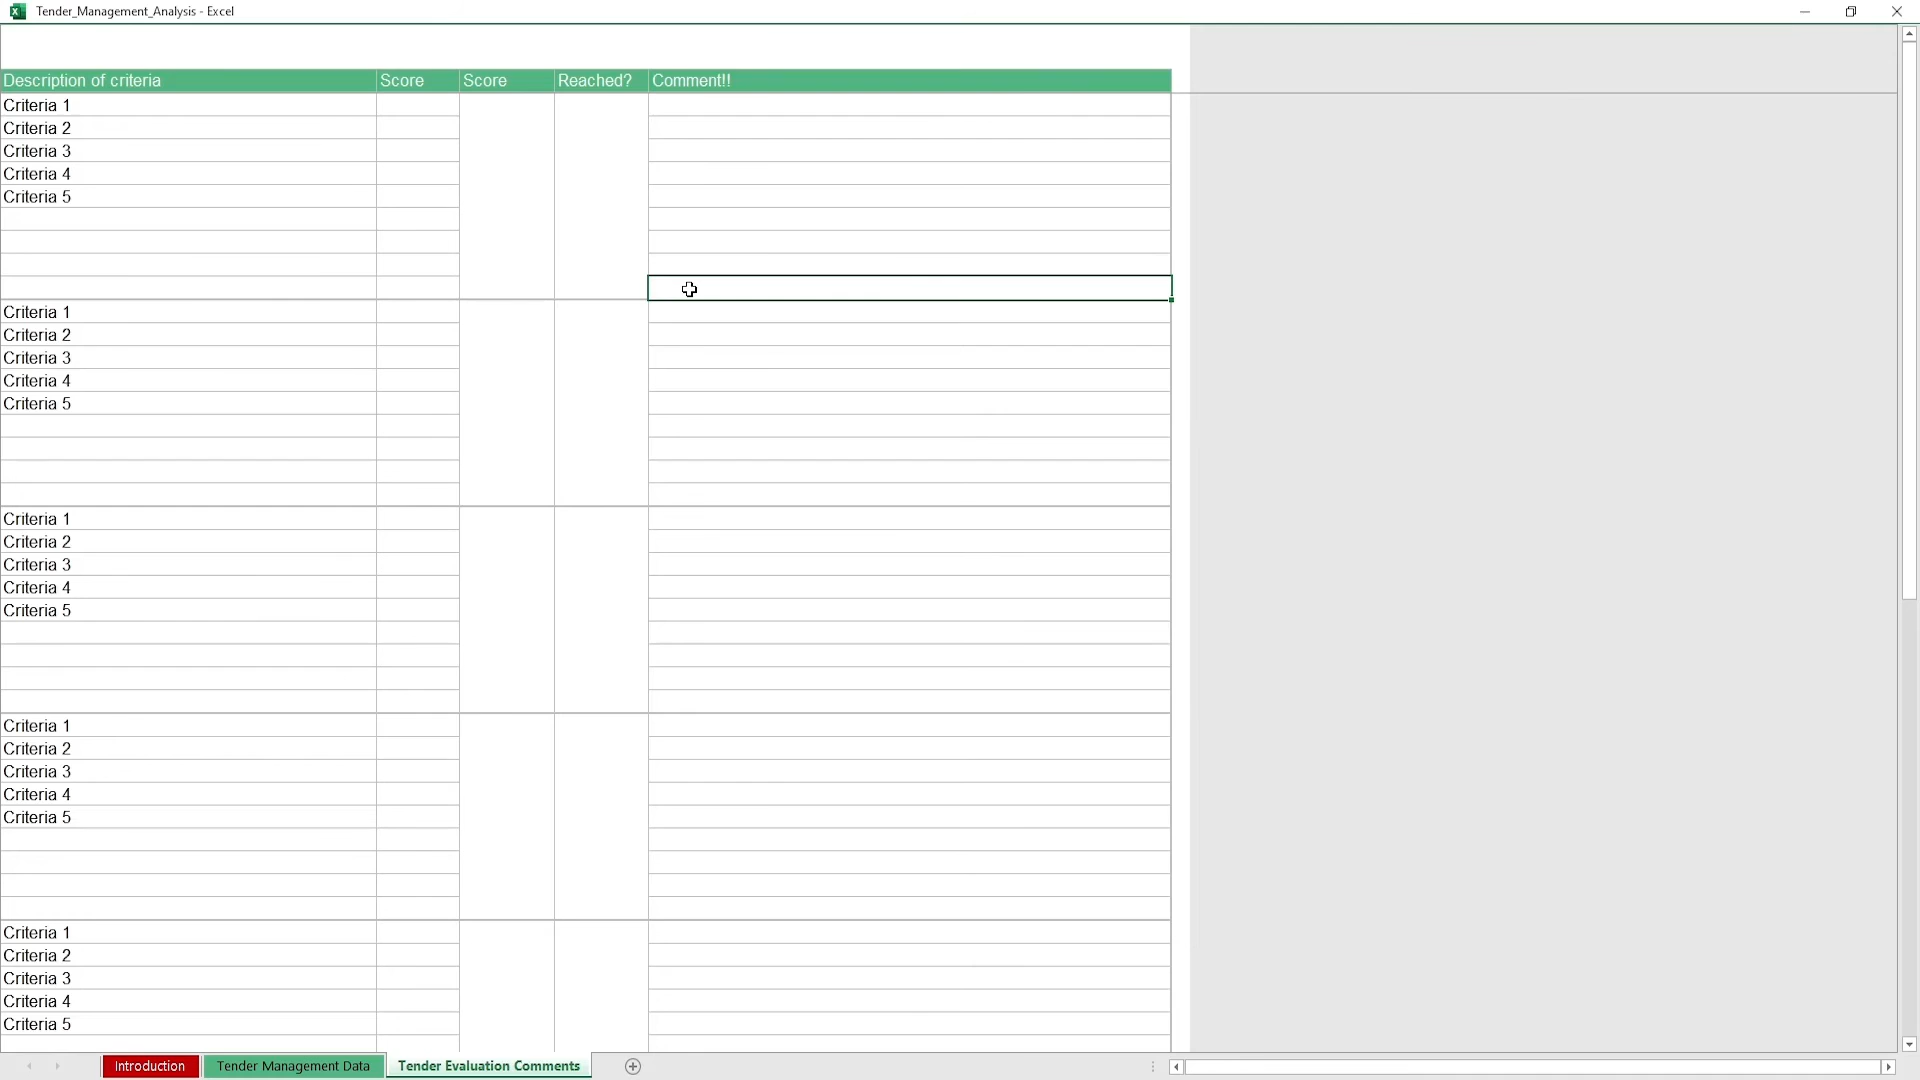 Tender_Management_Analysis - Excel
Description of criteria Score Score Reached? Comment!!
Criteria 1
Criteria 2
Criteria 3
Criteria 4
Criteria 5
Criteria 1
Criteria 2
Criteria 3
Criteria 4
Criteria 5
Criteria 1
Criteria 2
Criteria 3
Criteria 4
Criteria 5
Criteria 1
Criteria 2
Criteria 3
Criteria 4
Criteria 5
Criteria 1
Criteria 2
Criteria 3
Criteria 4
Criteria 5
Introduction Tender Management Data Tender Evaluation Comments